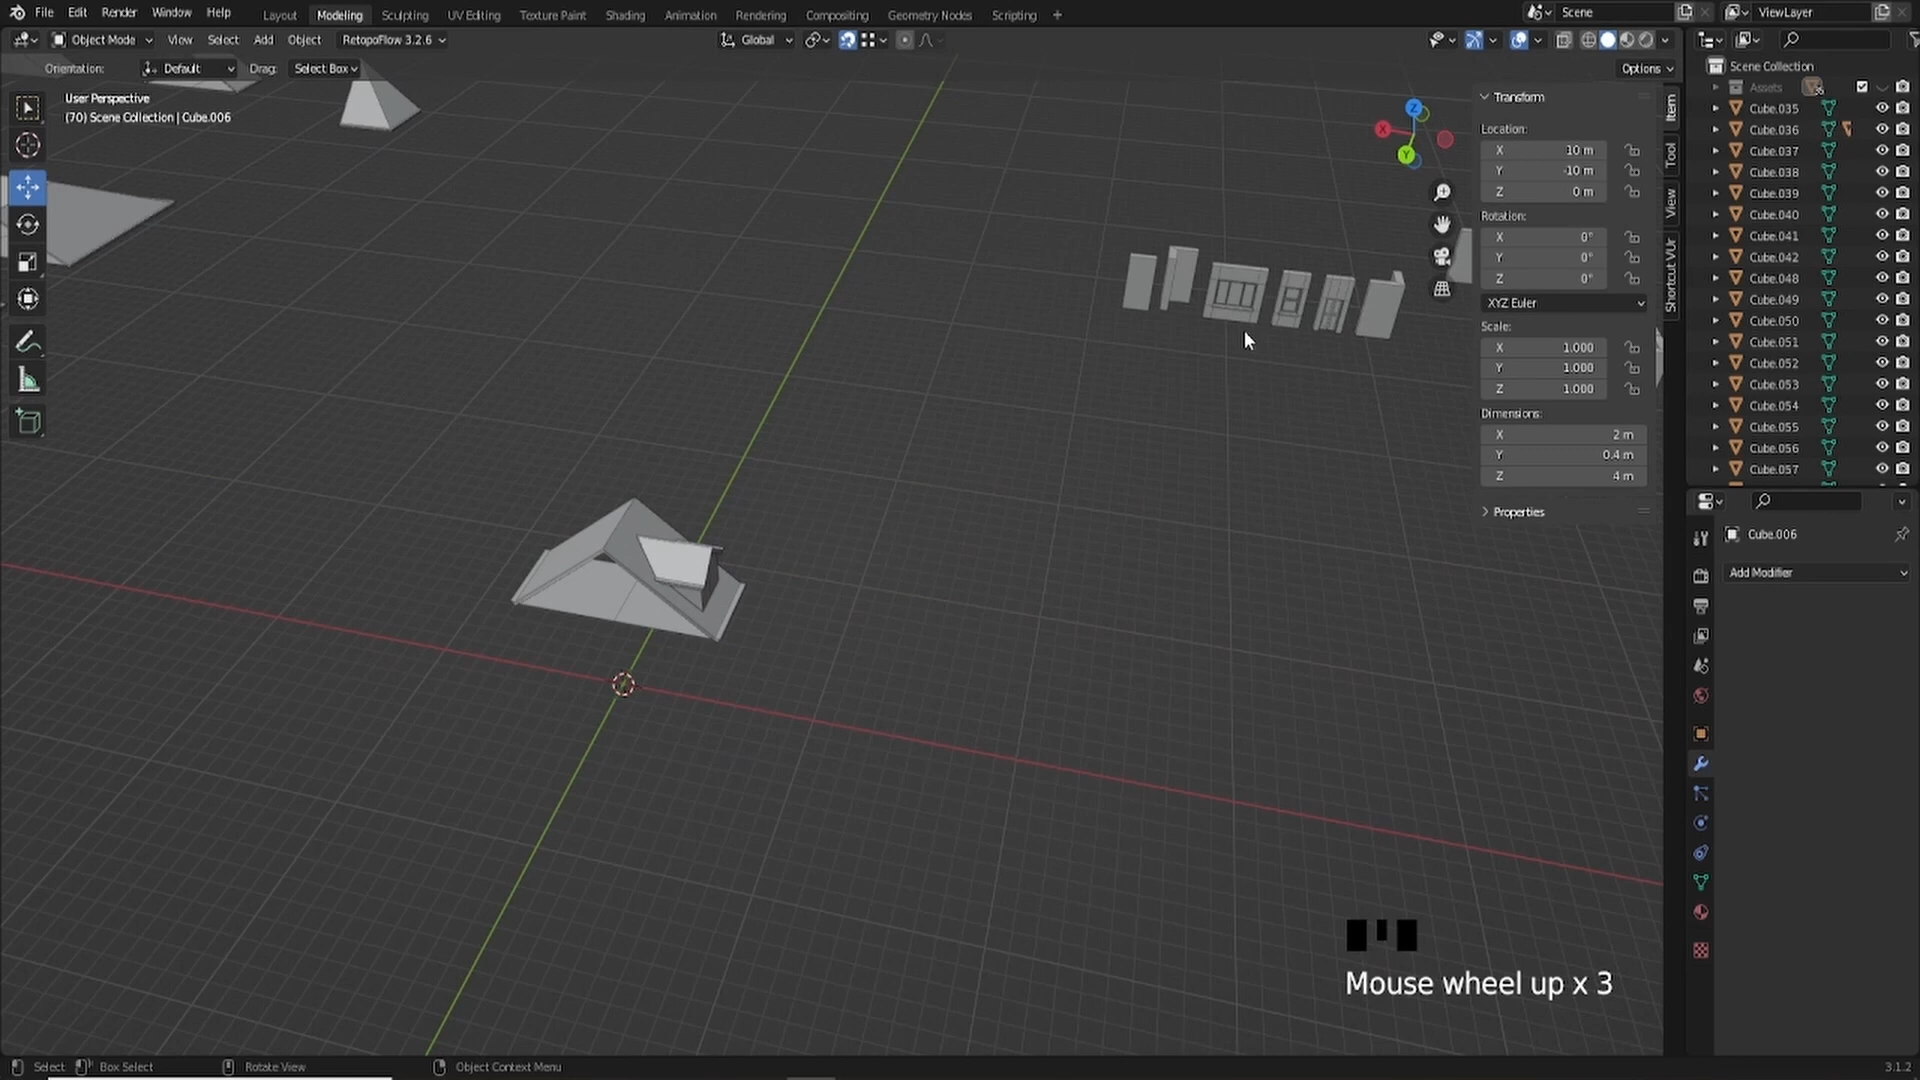 File Edit Render Window Help
Layout Modeling Sculpting UV Editing Texture Paint Shading Animation Rendering Compositing Geometry Nodes Scripting +
Scene
ViewLayer
Object Mode View Select Add Object RetopoFlow 3.2.6
Global
Orientation: Default Drag: Select Box
Options
User Perspective
(70) Scene Collection | Cube.006
Z
X
Y
Transform
Location:
X 10 m
Y -10 m
Z 0 m
Rotation:
X 0°
Y 0°
Z 0°
XYZ Euler
Scale:
X 1.000
Y 1.000
Z 1.000
Dimensions:
X 2 m
Y 0.4 m
Z 4 m
Properties
Item
Tool
View
Shortcut VUr
Scene Collection
Assets
Cube.035
Cube.036
Cube.037
Cube.038
Cube.039
Cube.040
Cube.041
Cube.042
Cube.048
Cube.049
Cube.050
Cube.051
Cube.052
Cube.053
Cube.054
Cube.055
Cube.056
Cube.057
Cube.006
Add Modifier
Mouse wheel up x 3
Select Box Select Rotate View Object Context Menu
3.1.2